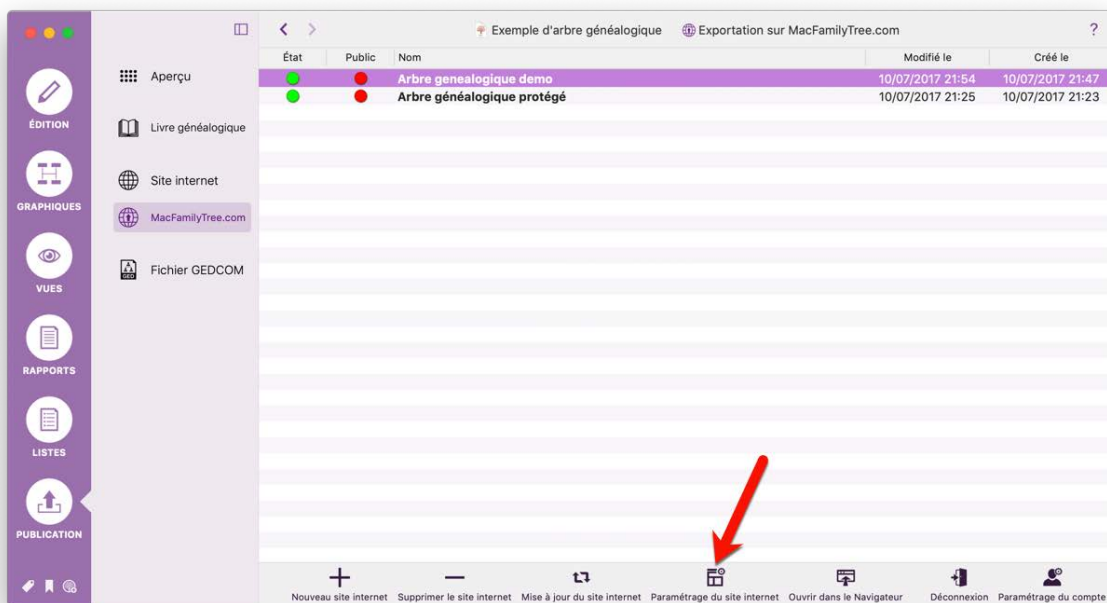 Exemple d'arbre généalogique Exportation sur MacFamilyTree.com ?
État Public Nom Modifié le Créé le
Arbre genealogique demo 10/07/2017 21:54 10/07/2017 21:47
Arbre généalogique protégé 10/07/2017 21:25 10/07/2017 21:23
ÉDITION
GRAPHIQUES
VUES
RAPPORTS
LISTES
PUBLICATION
Aperçu
Livre généalogique
Site internet
MacFamilyTree.com
GED
Fichier GEDCOM
Nouveau site internet Supprimer le site internet Mise à jour du site internet Paramétrage du site internet Ouvrir dans le Navigateur Déconnexion Paramétrage du compte